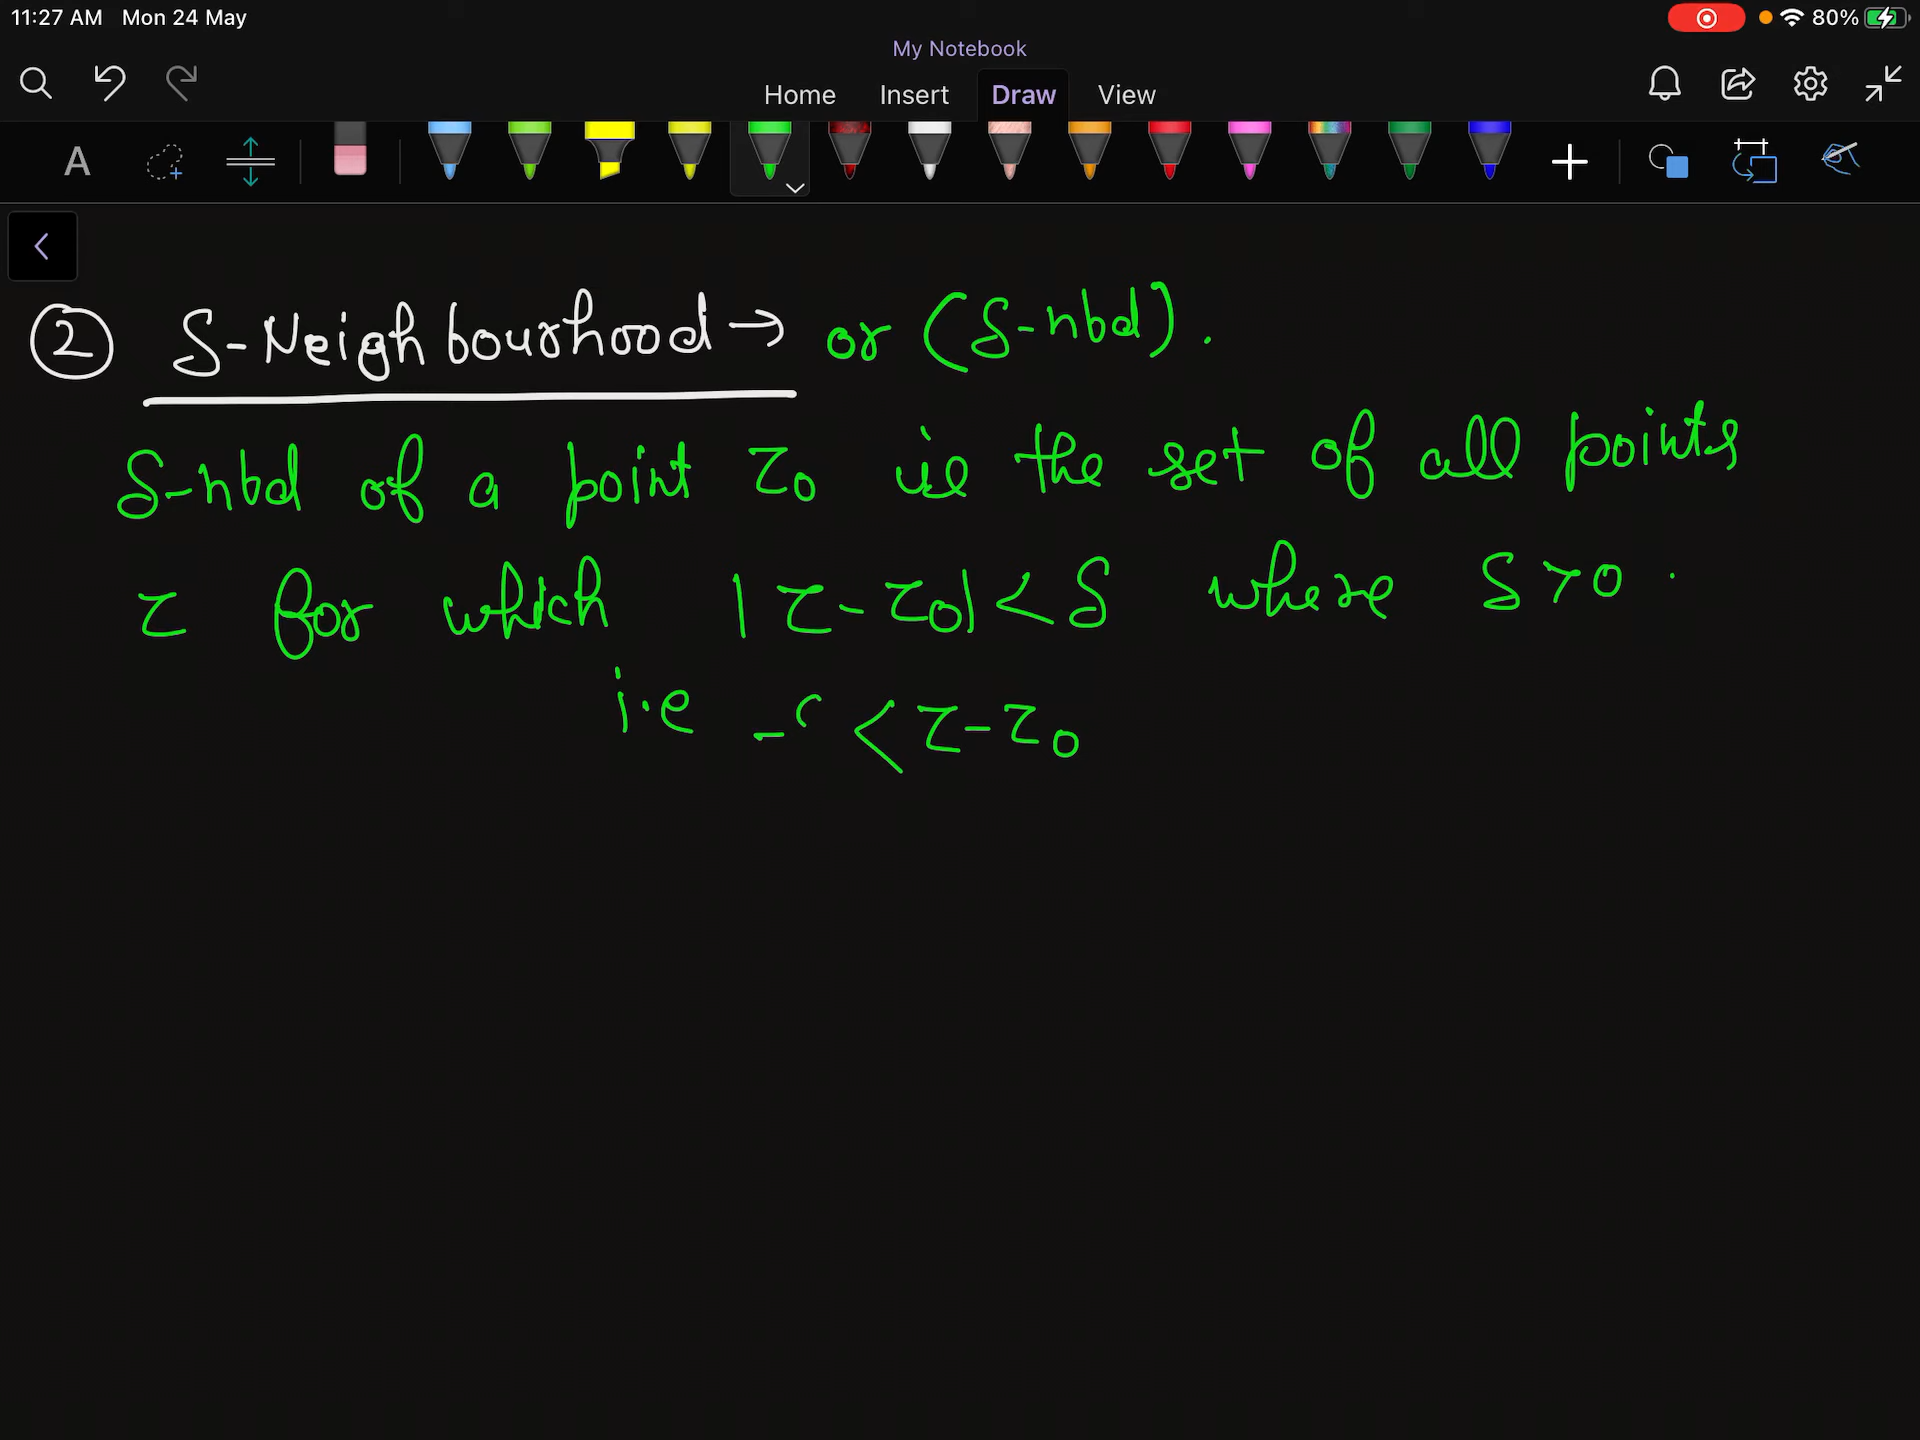 11:27 AM Mon 24 May
80%
My Notebook
Home Insert Draw View
A
② δ-Neighbourhood → or (δ-nbd).
δ-nbd of a point z₀ is the set of all points
z for which |z-z₀|<δ where δ>0.
i.e - < z-z₀